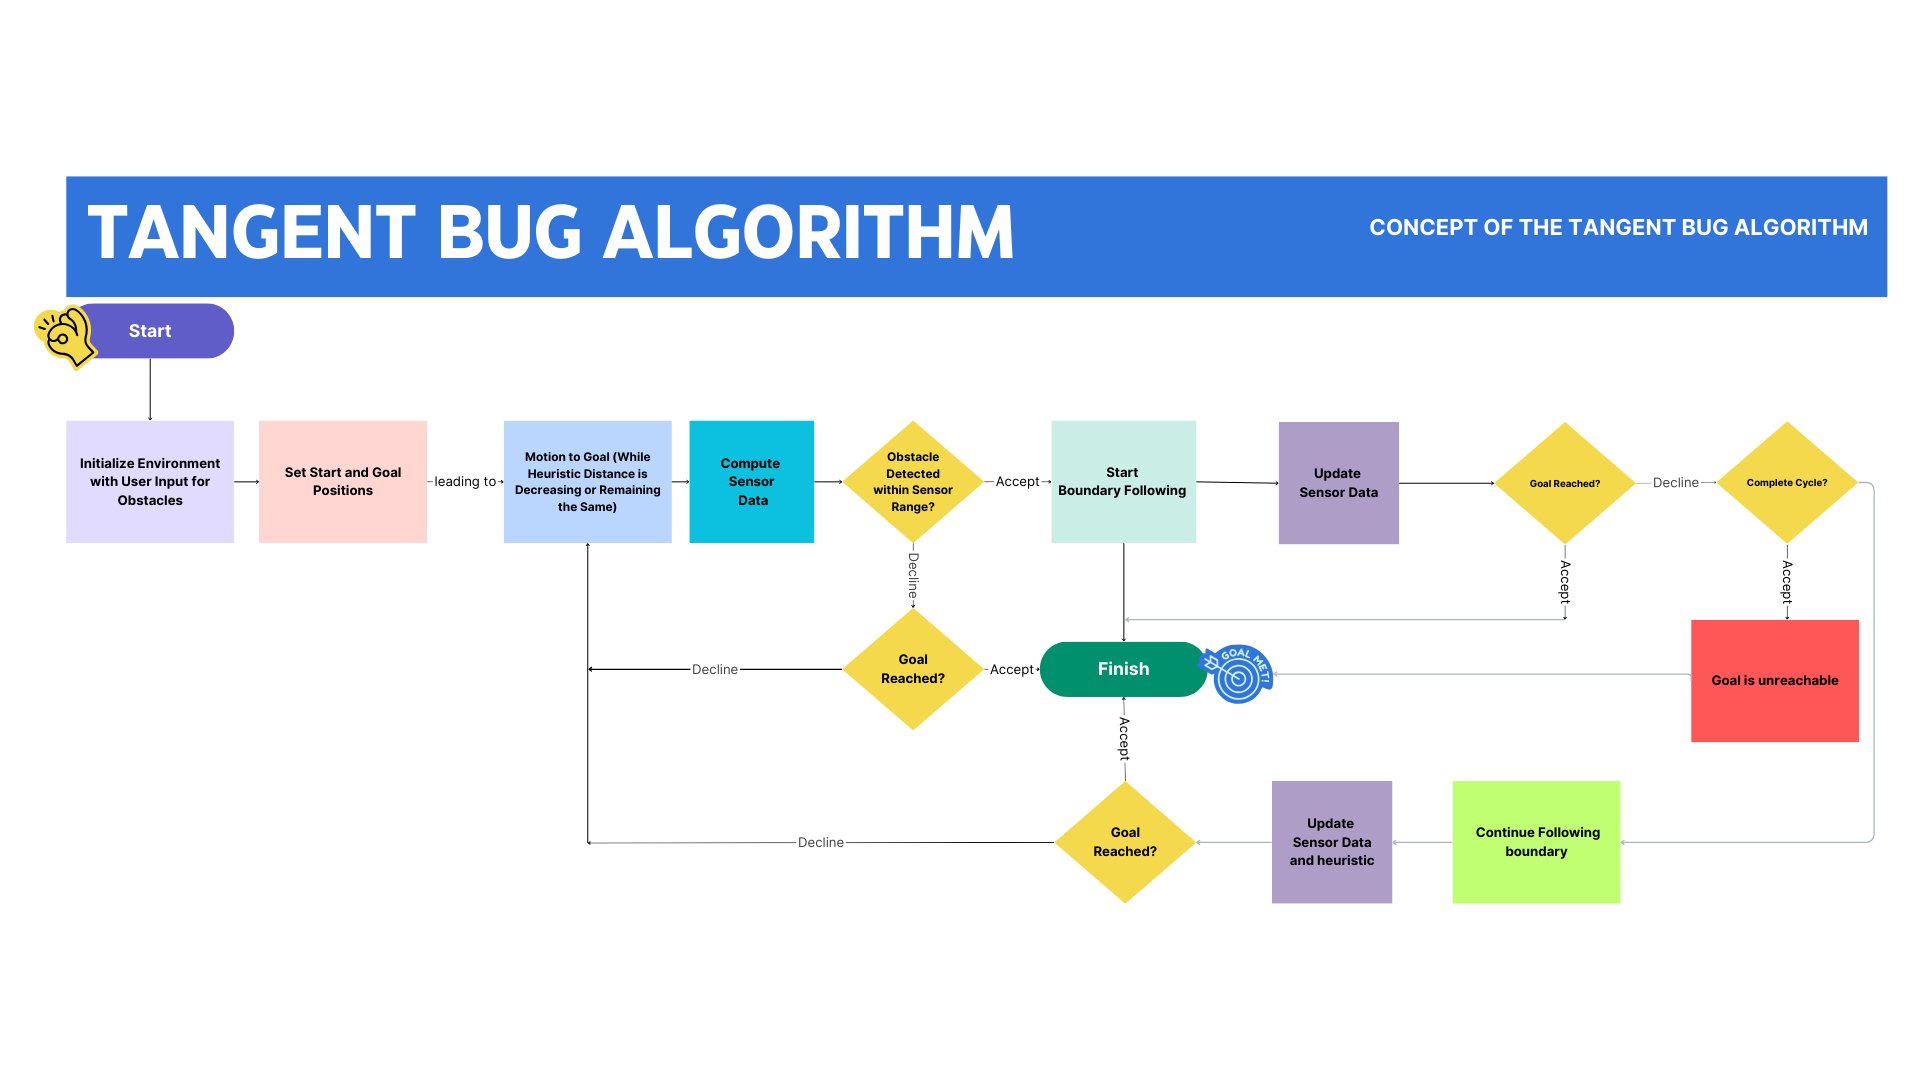 TANGENT BUG ALGORITHM
CONCEPT OF THE TANGENT BUG ALGORITHM
Start
Initialize Environment
with User Input for
Obstacles
Set Start and Goal
Positions
leading to
Motion to Goal (While
Heuristic Distance is
Decreasing or Remaining
the Same)
Compute
Sensor
Data
Obstacle
Detected
within Sensor
Range?
Accept
Start
Boundary Following
Update
Sensor Data
Goal Reached?
Decline
Complete Cycle?
Decline
Accept
Accept
Decline
Goal
Reached?
Accept
Finish
GOAL MET!
Goal is unreachable
Accept
Decline
Goal
Reached?
Update
Sensor Data
and heuristic
Continue Following
boundary